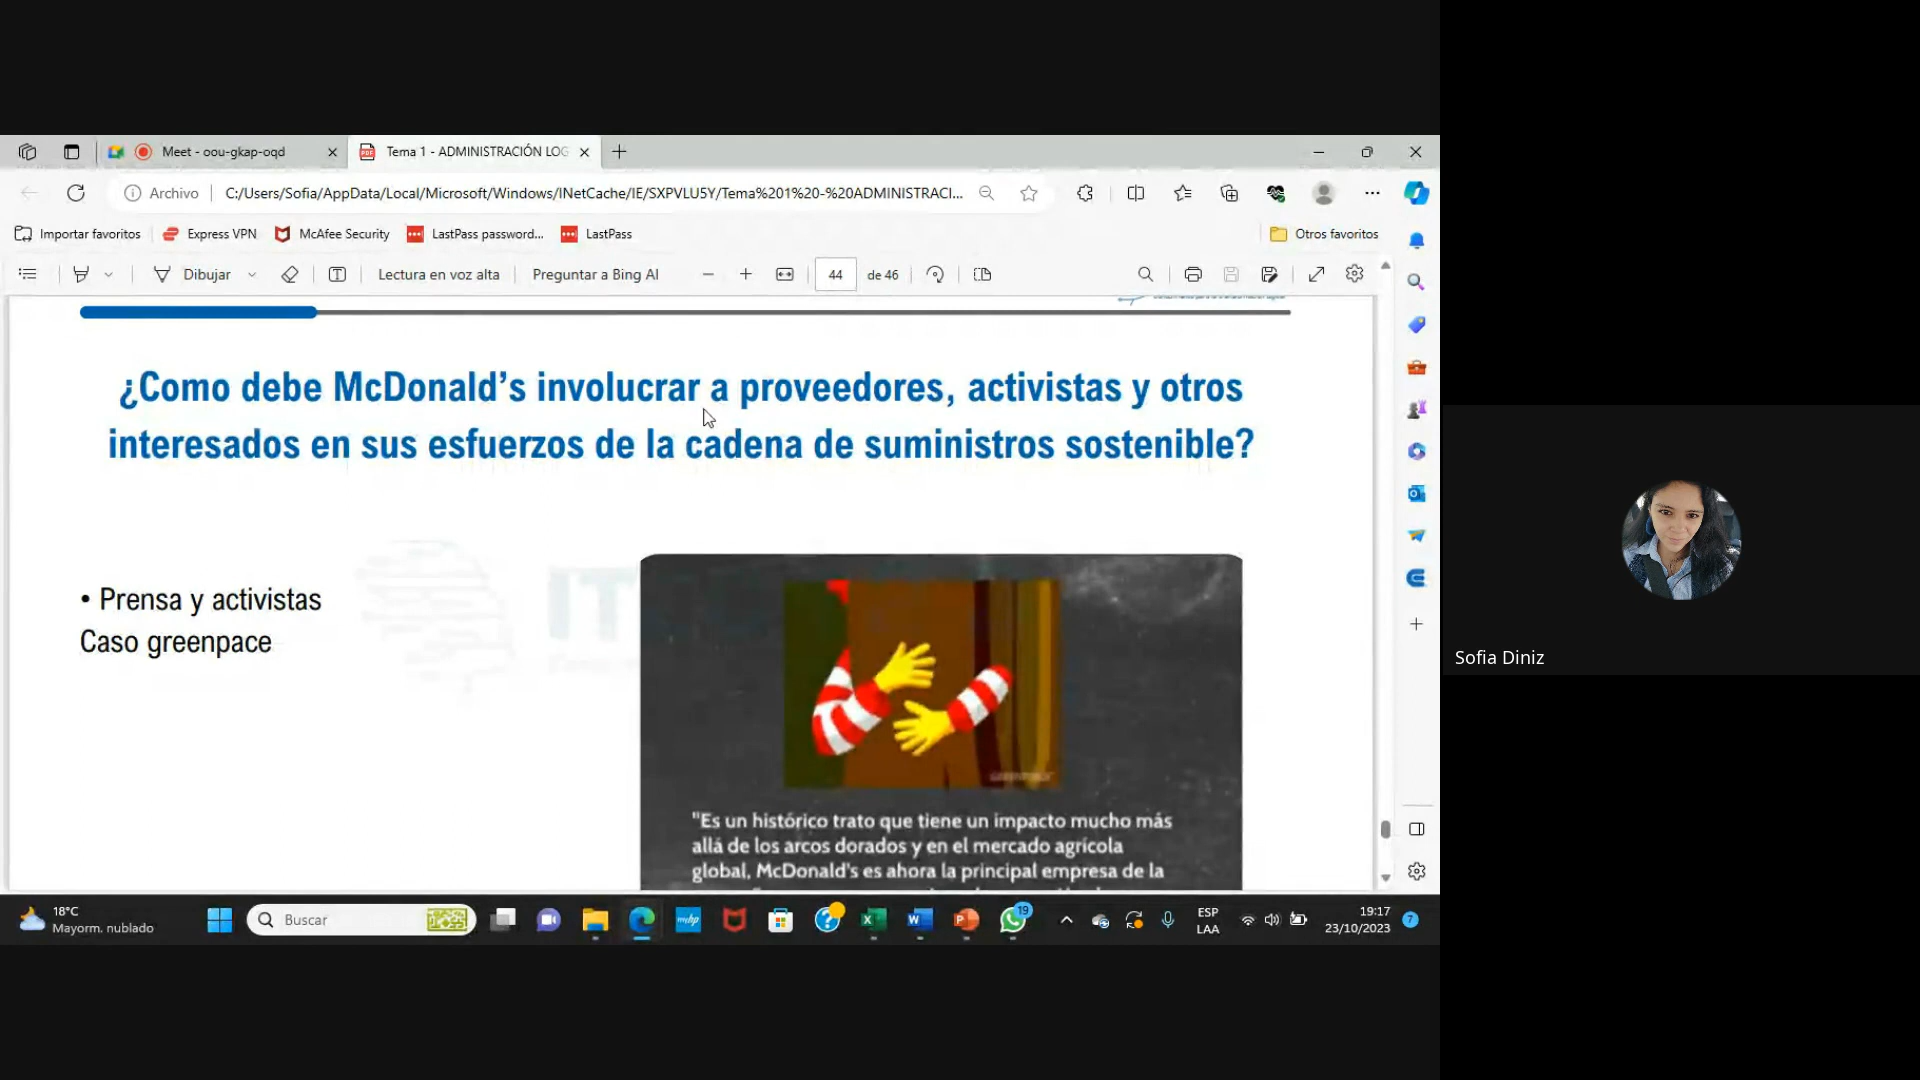 Meet - oou-gkap-oqd
Tema 1 - ADMINISTRACIÓN LOG
Archivo
C:/Users/Sofia/AppData/Local/Microsoft/Windows/INetCache/IE/SXPVLU5Y/Tema%201%20-%20ADMINISTRACI...
Importar favoritos
Express VPN
McAfee Security
LastPass password...
LastPass
Otros favoritos
Dibujar
Lectura en voz alta
Preguntar a Bing AI
44
de 46
¿Como debe McDonald's involucrar a proveedores, activistas y otros
interesados en sus esfuerzos de la cadena de suministros sostenible?
• Prensa y activistas
Caso greenpace
"Es un histórico trato que tiene un impacto mucho más
allá de los arcos dorados y en el mercado agrícola
global, McDonald's es ahora la principal empresa de la
Sofia Diniz
18°C
Mayorm. nublado
Buscar
19
ESP
LAA
19:17
23/10/2023
7